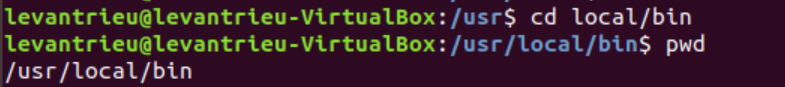 levantrieu@levantrieu-VirtualBox:/usr$ cd local/bin
levantrieu@levantrieu-VirtualBox:/usr/local/bin$ pwd
/usr/local/bin